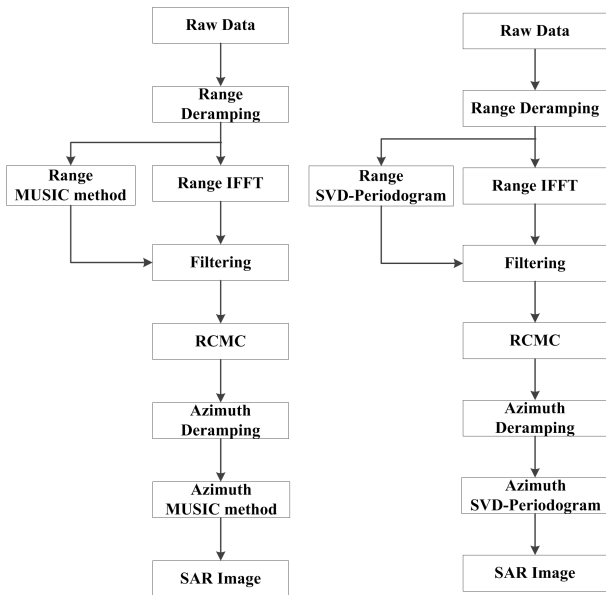 Raw Data
Range
Deramping
Range
MUSIC method
Range IFFT
Filtering
RCMC
Azimuth
Deramping
Azimuth
MUSIC method
SAR Image
Raw Data
Range Deramping
Range
SVD-Periodogram
Range IFFT
Filtering
RCMC
Azimuth
Deramping
Azimuth
SVD-Periodogram
SAR Image